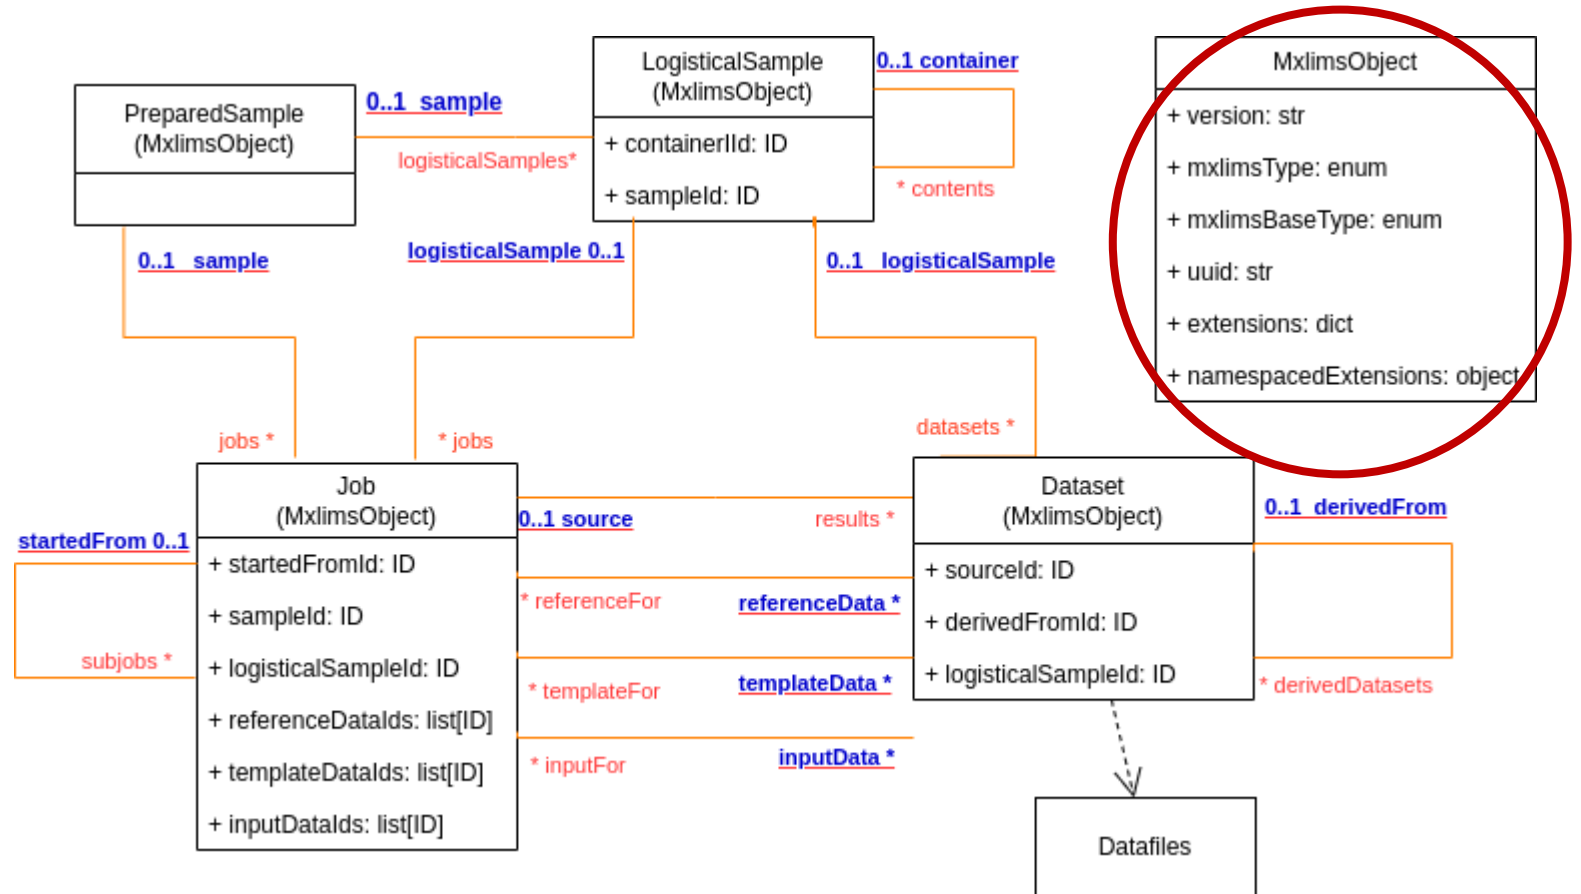 PreparedSample
(MxlimsObject)
0..1  sample
logisticalSamples*
LogisticalSample
(MxlimsObject)
+ containerIId: ID
+ sampleId: ID
0..1 container
* contents
MxlimsObject
+ version: str
+ mxlimsType: enum
+ mxlimsBaseType: enum
+ uuid: str
+ extensions: dict
+ namespacedExtensions: object
0..1   sample
logisticalSample 0..1
0..1   logisticalSample
jobs *
* jobs
datasets *
Job
(MxlimsObject)
+ startedFromId: ID
+ sampleId: ID
+ logisticalSampleId: ID
+ referenceDataIds: list[ID]
+ templateDataIds: list[ID]
+ inputDataIds: list[ID]
startedFrom 0..1
subjobs *
0..1 source
results *
* referenceFor
referenceData *
* templateFor
templateData *
* inputFor
inputData *
Dataset
(MxlimsObject)
+ sourceId: ID
+ derivedFromId: ID
+ logisticalSampleId: ID
0..1  derivedFrom
* derivedDatasets
Datafiles